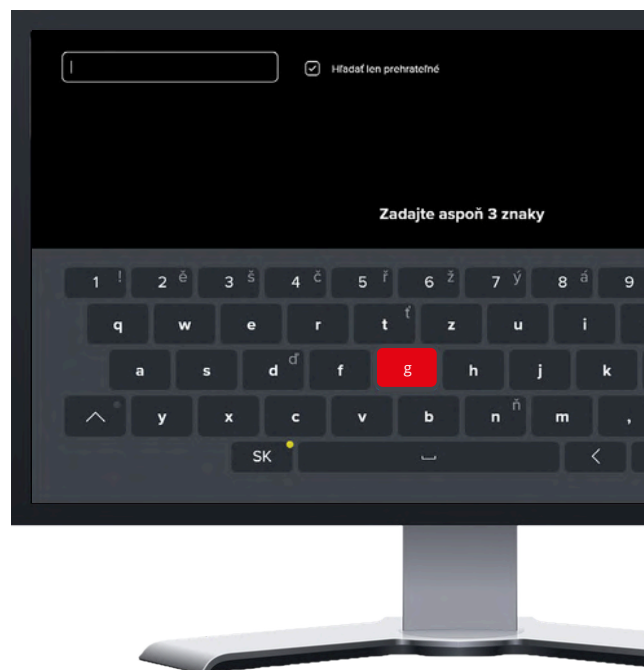 Hľadať len prehrateľné
Zadajte aspoň 3 znaky
1 ! 2 ě 3 š 4 č 5 ř 6 ž 7 ý 8 á 9
q w e r t ť z u i
a s d ď f g h j k
y x c v b n ň m ,
SK